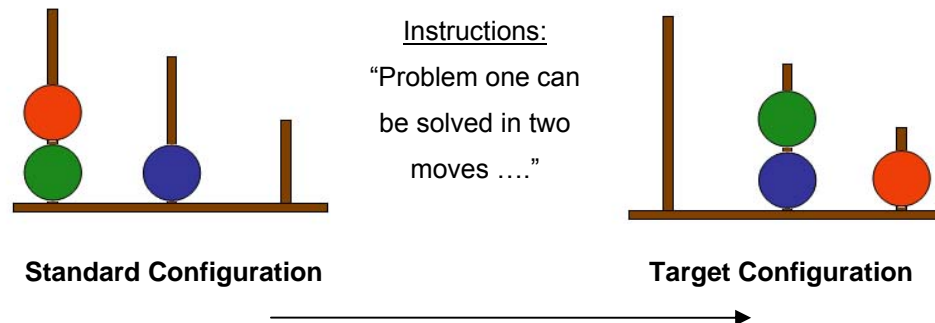 Instructions:
“Problem one can
be solved in two
moves ….”
Standard Configuration
Target Configuration